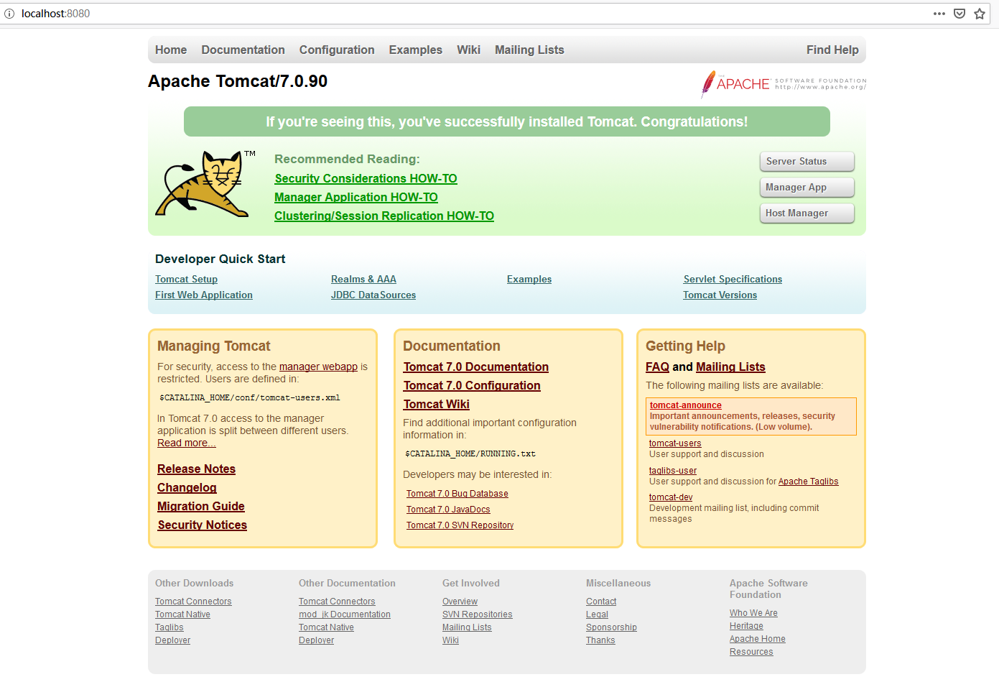 localhost:8080
Home Documentation Configuration Examples Wiki Mailing Lists Find Help
Apache Tomcat/7.0.90
THE
APACHE
SOFTWARE FOUNDATION
http://www.apache.org/
If you're seeing this, you've successfully installed Tomcat. Congratulations!
TM
Recommended Reading:
Security Considerations HOW-TO
Manager Application HOW-TO
Clustering/Session Replication HOW-TO
Server Status
Manager App
Host Manager
Developer Quick Start
Tomcat Setup
First Web Application
Realms & AAA
JDBC DataSources
Examples
Servlet Specifications
Tomcat Versions
Managing Tomcat
For security, access to the manager webapp is
restricted. Users are defined in:
$CATALINA_HOME/conf/tomcat-users.xml
In Tomcat 7.0 access to the manager
application is split between different users.
Read more...
Release Notes
Changelog
Migration Guide
Security Notices
Documentation
Tomcat 7.0 Documentation
Tomcat 7.0 Configuration
Tomcat Wiki
Find additional important configuration
information in:
$CATALINA_HOME/RUNNING.txt
Developers may be interested in:
Tomcat 7.0 Bug Database
Tomcat 7.0 JavaDocs
Tomcat 7.0 SVN Repository
Getting Help
FAQ and Mailing Lists
The following mailing lists are available:
tomcat-announce
Important announcements, releases, security
vulnerability notifications. (Low volume).
tomcat-users
User support and discussion
taglibs-user
User support and discussion for Apache Taglibs
tomcat-dev
Development mailing list, including commit
messages
Other Downloads
Tomcat Connectors
Tomcat Native
Taglibs
Deployer
Other Documentation
Tomcat Connectors
mod_jk Documentation
Tomcat Native
Deployer
Get Involved
Overview
SVN Repositories
Mailing Lists
Wiki
Miscellaneous
Contact
Legal
Sponsorship
Thanks
Apache Software
Foundation
Who We Are
Heritage
Apache Home
Resources